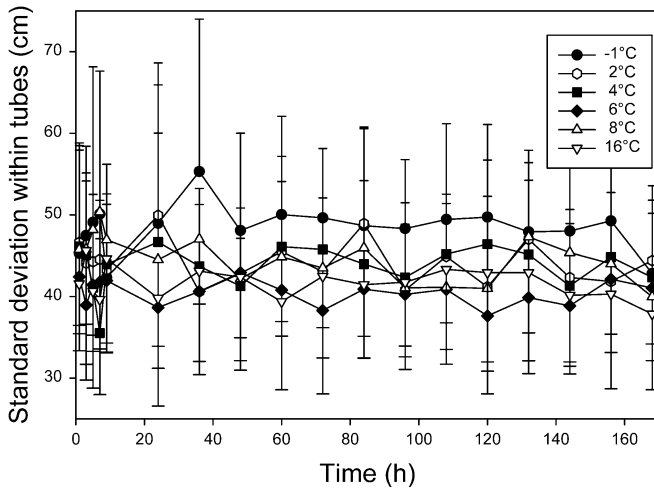 Standard deviation within tubes (cm)
70
60
50
40
30
-1°C
2°C
4°C
6°C
8°C
16°C
0 20 40 60 80 100 120 140 160
Time (h)